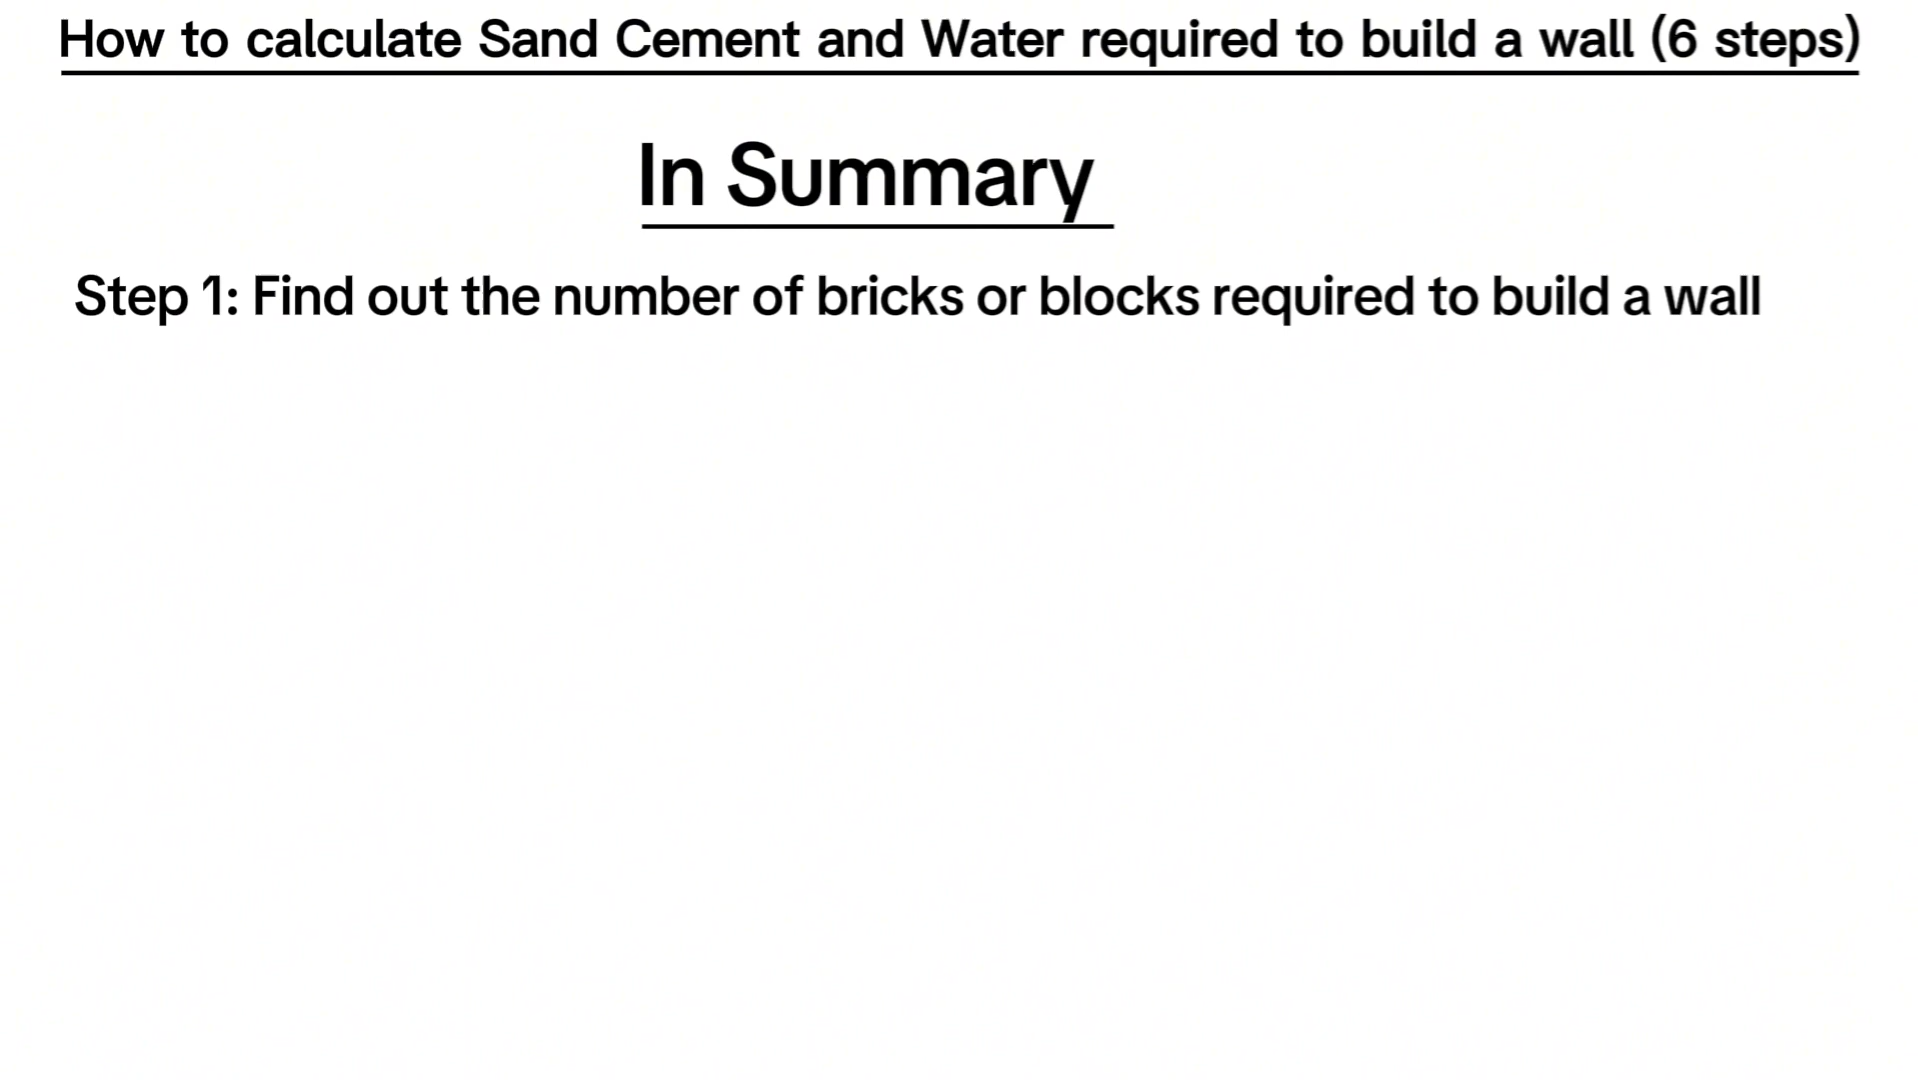 How to calculate Sand Cement and Water required to build a wall (6 steps)
In Summary
Step 1: Find out the number of bricks or blocks required to build a wall